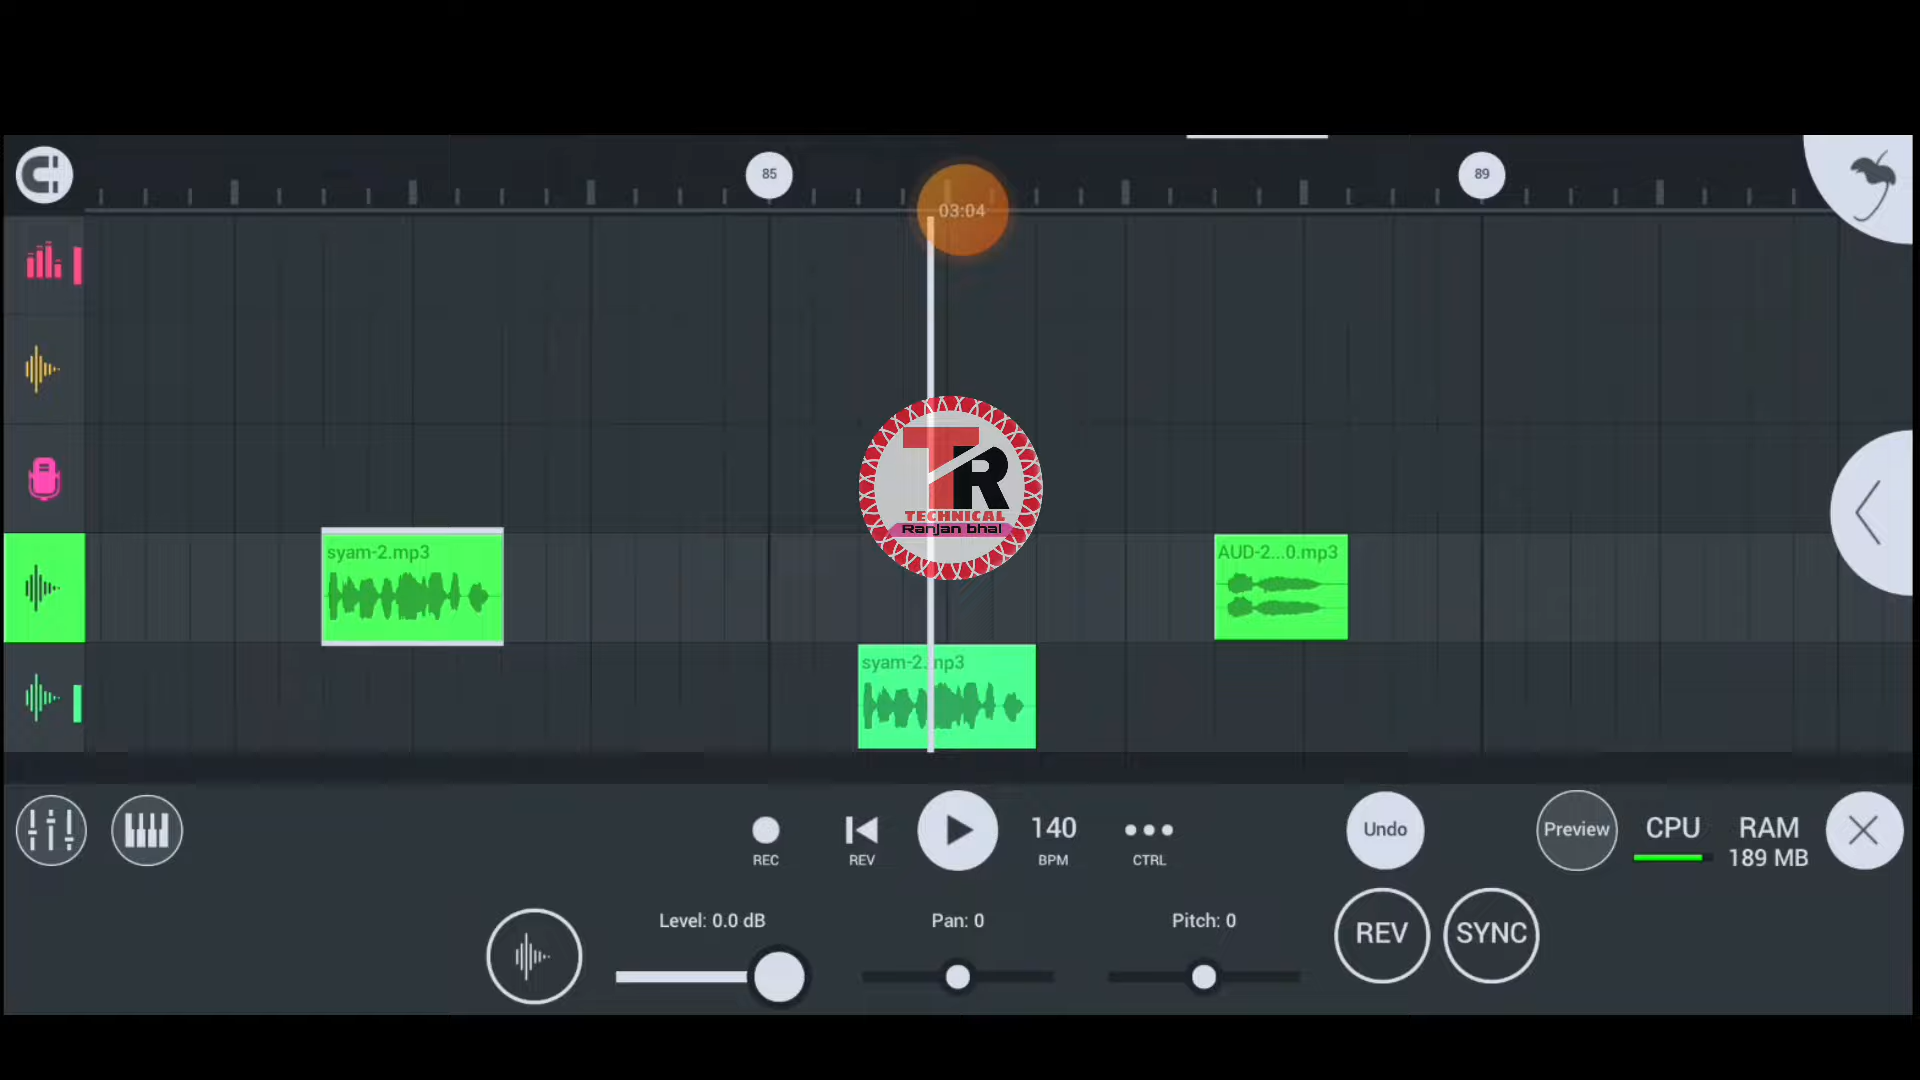 85
89
03:04
TR
TECHNICAL
Ranjan bhai
syam-2.mp3
AUD-2...0.mp3
syam-2.mp3
REC
REV
140
BPM
CTRL
Undo
Preview
CPU
RAM
189 MB
Level: 0.0 dB
Pan: 0
Pitch: 0
REV
SYNC